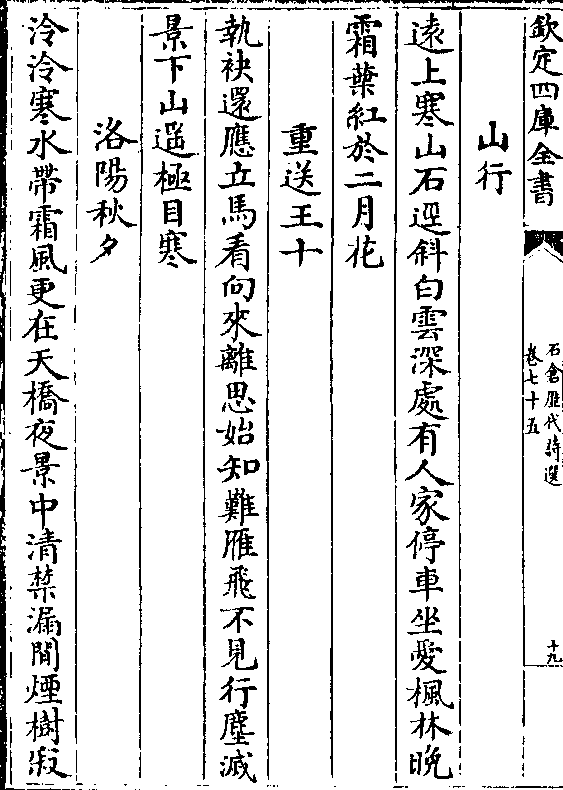 欽定四庫全書
石倉歷代詩選
卷七十五
十九
山行
遠上寒山石逕斜白雲深處有人家停車坐愛楓林晚
霜葉紅於二月花
重送王十
執袂還應立馬看向來離思始知難雁飛不見行塵滅
景下山遥極目寒
洛陽秋夕
泠泠寒水帶霜風更在天橋夜景中清禁漏閒煙樹寂